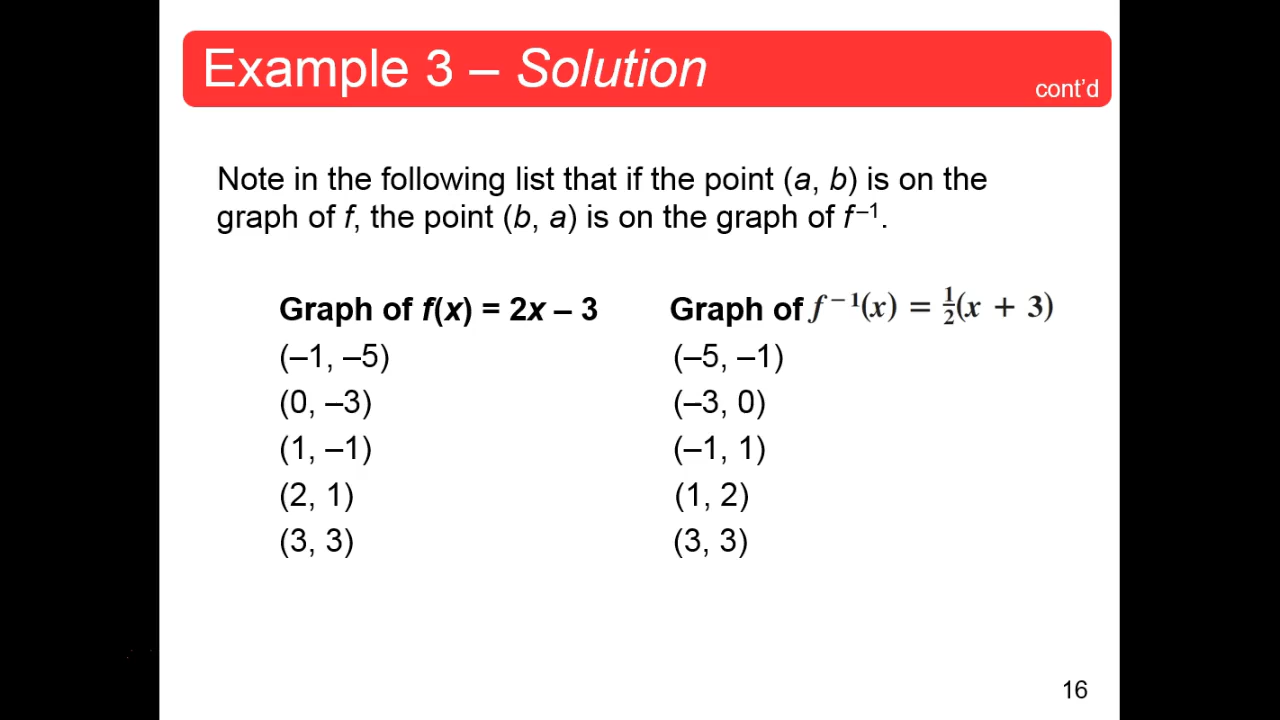 Example 3 – Solution
cont'd
Note in the following list that if the point (a, b) is on the
graph of f, the point (b, a) is on the graph of f⁻¹.
Graph of f(x) = 2x – 3 Graph of f⁻¹(x) = ½(x + 3)
(–1, –5) (–5, –1)
(0, –3) (–3, 0)
(1, –1) (–1, 1)
(2, 1) (1, 2)
(3, 3) (3, 3)
16